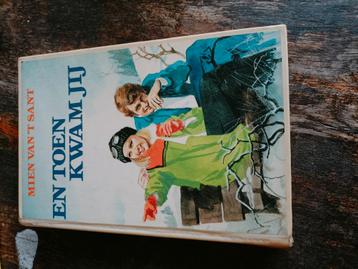 MIEN VAN 'T SANT
EN TOEN
KWAM JIJ